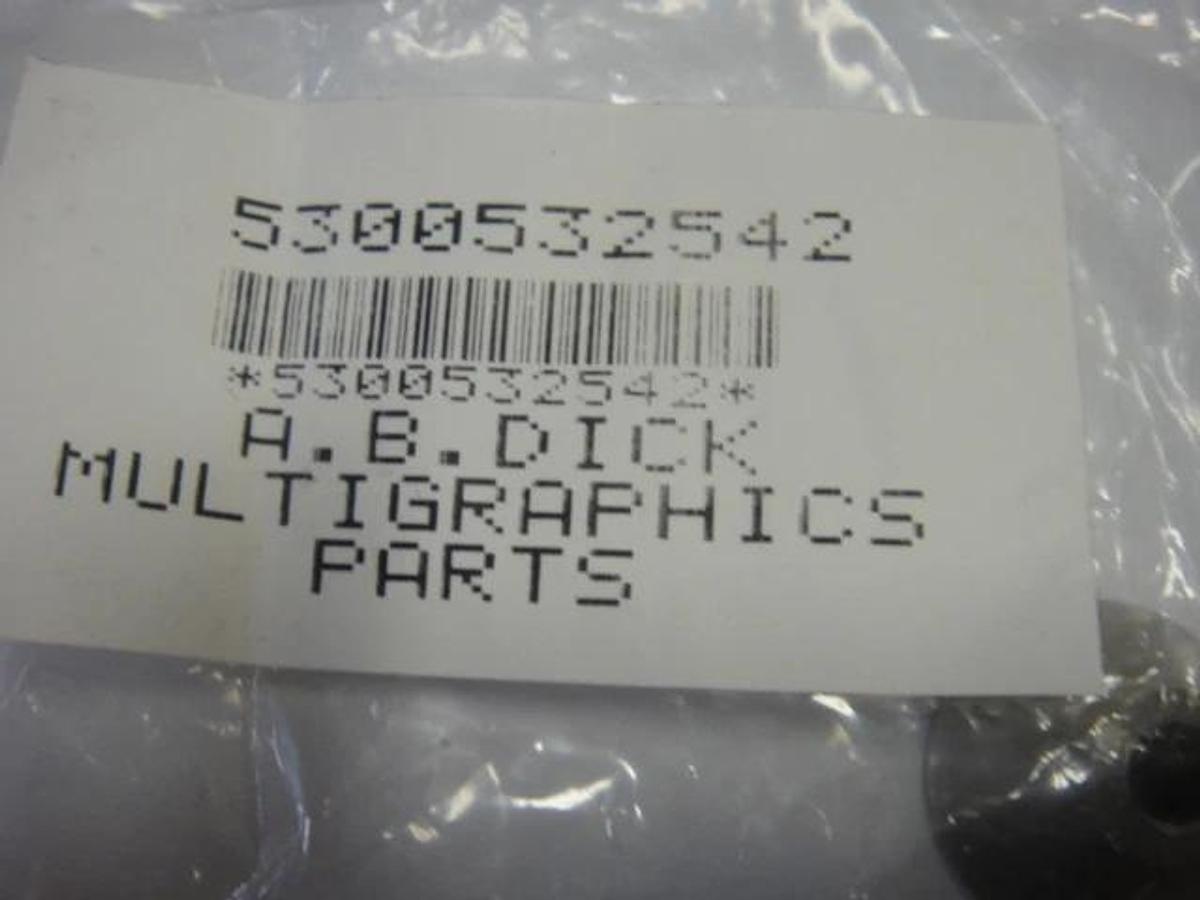 5300532542
*5300532542*
A.B.DICK
MULTIGRAPHICS
PARTS